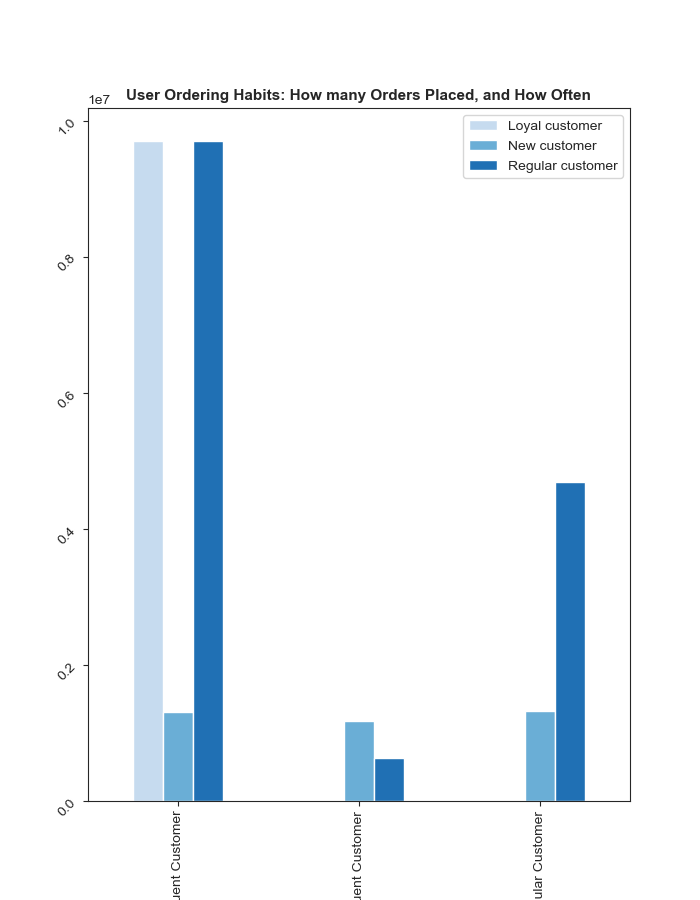 User Ordering Habits: How many Orders Placed, and How Often
1e7
1.0
0.8
0.6
0.4
0.2
0.0
Loyal customer
New customer
Regular customer
uent Customer
uent Customer
ular Customer